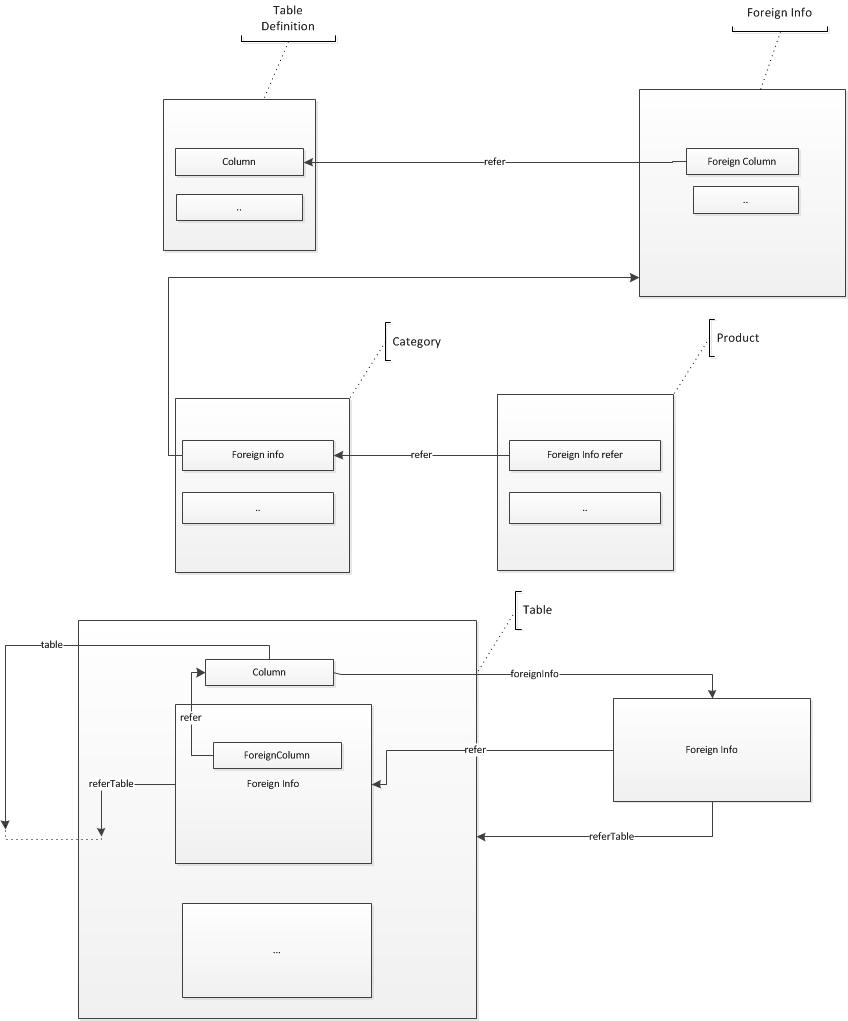 Table
Definition
Foreign Info
Column
refer
Foreign Column
..
..
Category
Product
Foreign info
refer
Foreign Info refer
..
..
Table
table
Column
foreignInfo
refer
ForeignColumn
refer
Foreign Info
referTable
Foreign Info
referTable
...